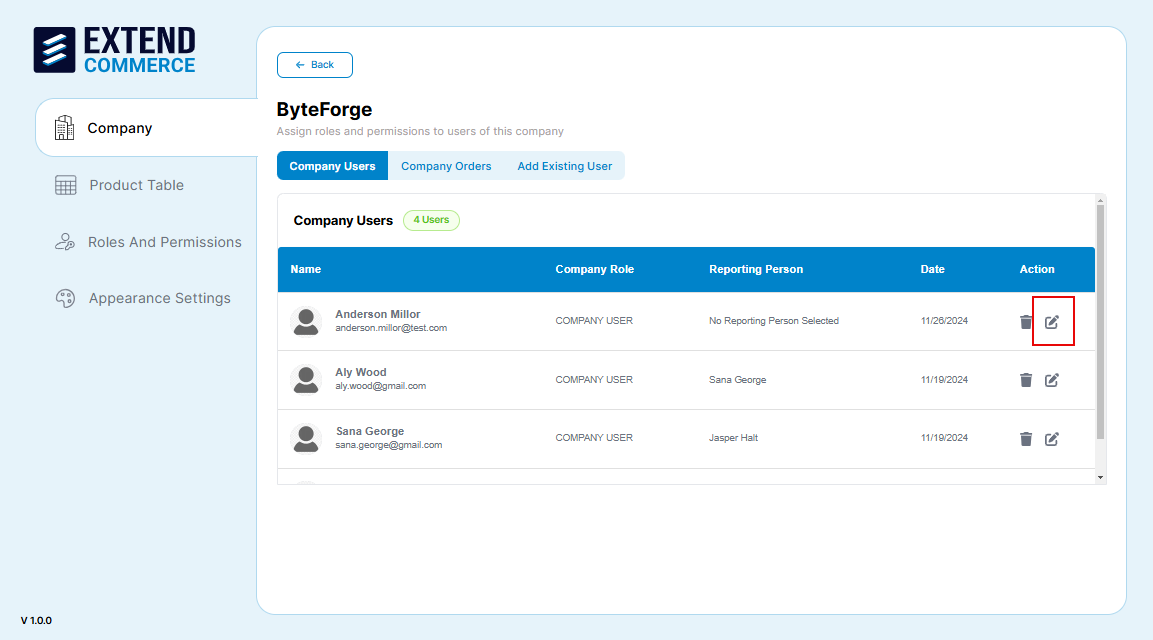 EXTEND
COMMERCE
Company
Product Table
Roles And Permissions
Appearance Settings
V 1.0.0
← Back
ByteForge
Assign roles and permissions to users of this company
Company Users Company Orders Add Existing User
Company Users 4 Users
Name Company Role Reporting Person Date Action
Anderson Millor
anderson.millor@test.com COMPANY USER No Reporting Person Selected 11/26/2024
Aly Wood
aly.wood@gmail.com COMPANY USER Sana George 11/19/2024
Sana George
sana.george@gmail.com COMPANY USER Jasper Halt 11/19/2024